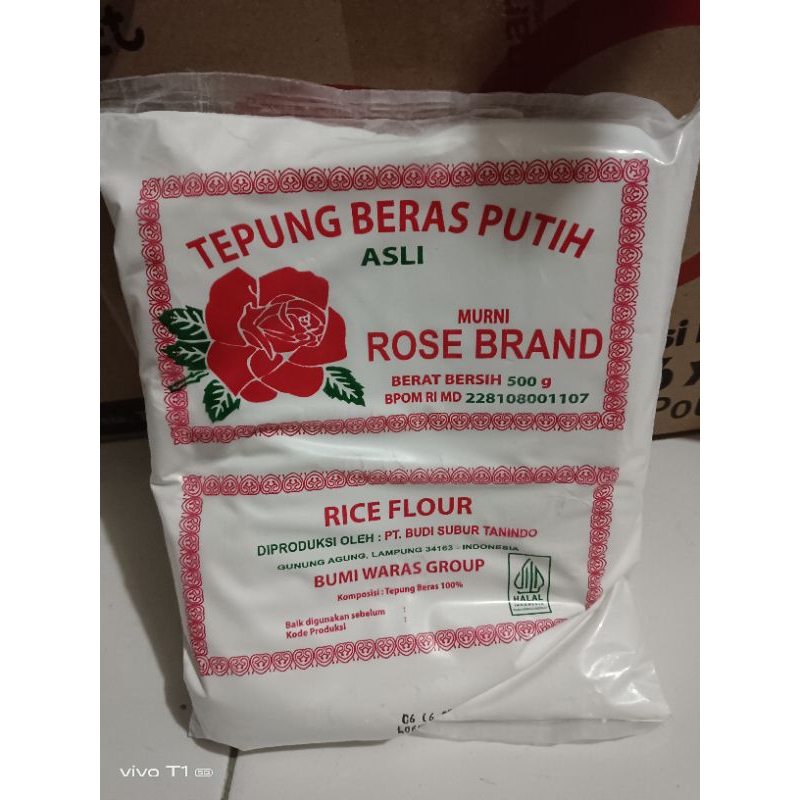 TEPUNG BERAS PUTIH
ASLI
MURNI
ROSE BRAND
BERAT BERSIH 500 g
BPOM RI MD 228108001107
RICE FLOUR
DIPRODUKSI OLEH : PT. BUDI SUBUR TANINDO
GUNUNG AGUNG, LAMPUNG 34163 - INDONESIA
BUMI WARAS GROUP
Komposisi : Tepung Beras 100%
HALAL
INDONESIA
Baik digunakan sebelum :
Kode Produksi :
vivo T1 5G